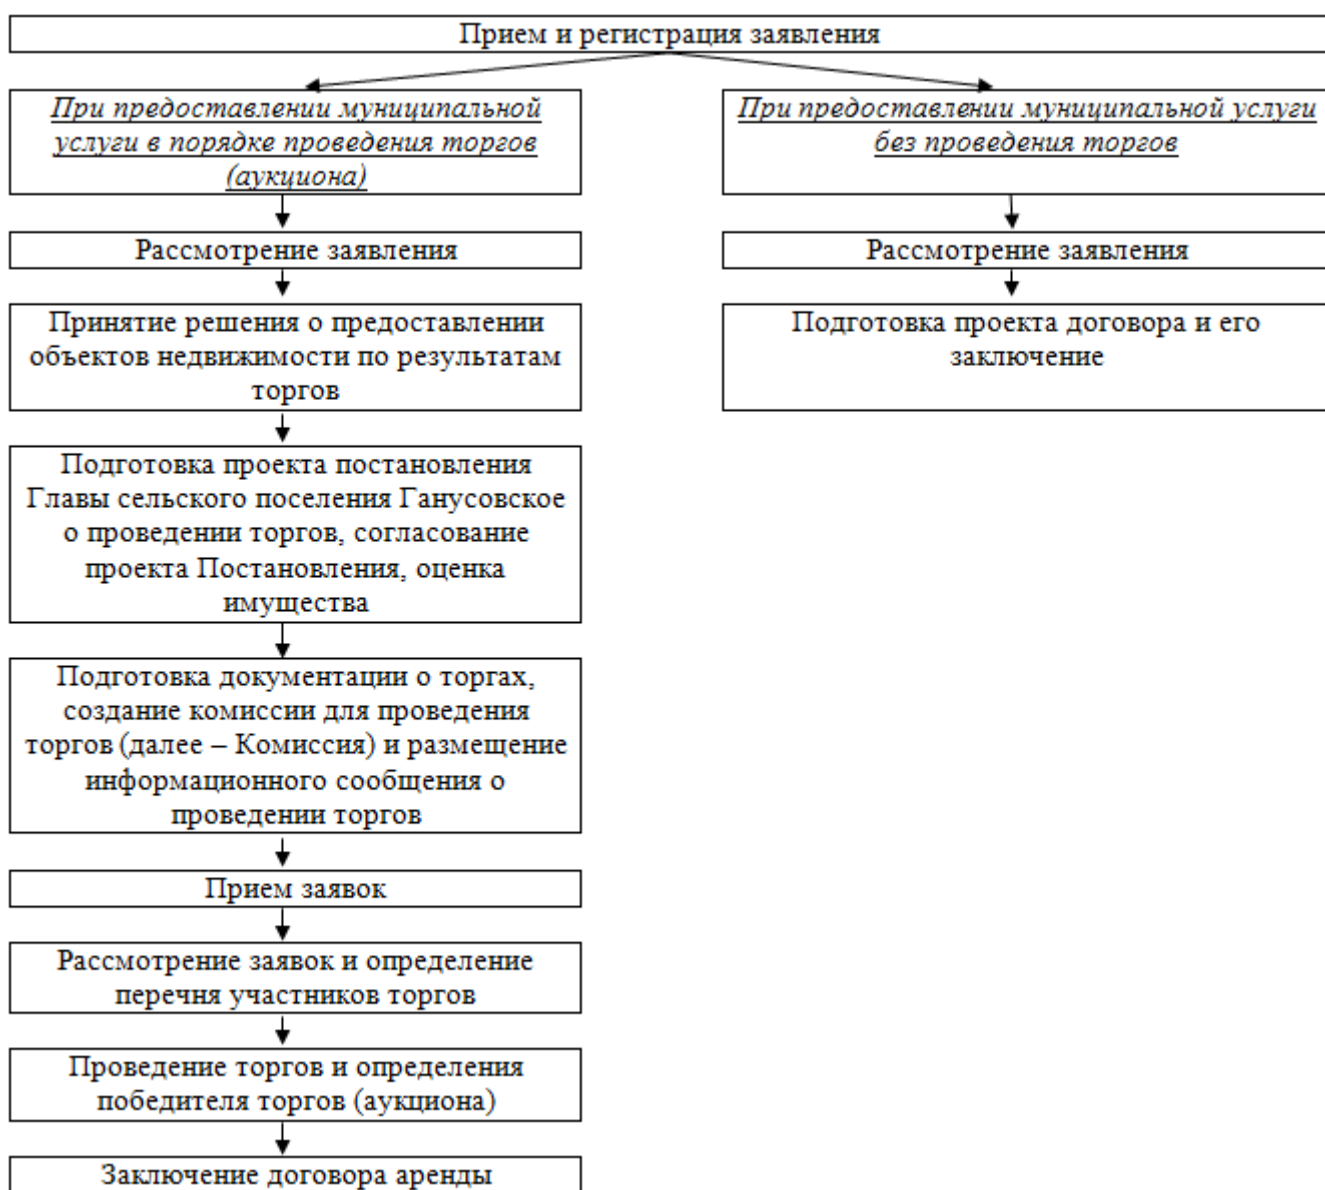 Прием и регистрация заявления
При предоставлении муниципальной
услуги в порядке проведения торгов
(аукциона)
При предоставлении муниципальной услуги
без проведения торгов
Рассмотрение заявления
Рассмотрение заявления
Принятие решения о предоставлении
объектов недвижимости по результатам
торгов
Подготовка проекта договора и его
заключение
Подготовка проекта постановления
Главы сельского поселения Ганусовское
о проведении торгов, согласование
проекта Постановления, оценка
имущества
Подготовка документации о торгах,
создание комиссии для проведения
торгов (далее – Комиссия) и размещение
информационного сообщения о
проведении торгов
Прием заявок
Рассмотрение заявок и определение
перечня участников торгов
Проведение торгов и определения
победителя торгов (аукциона)
Заключение договора аренды